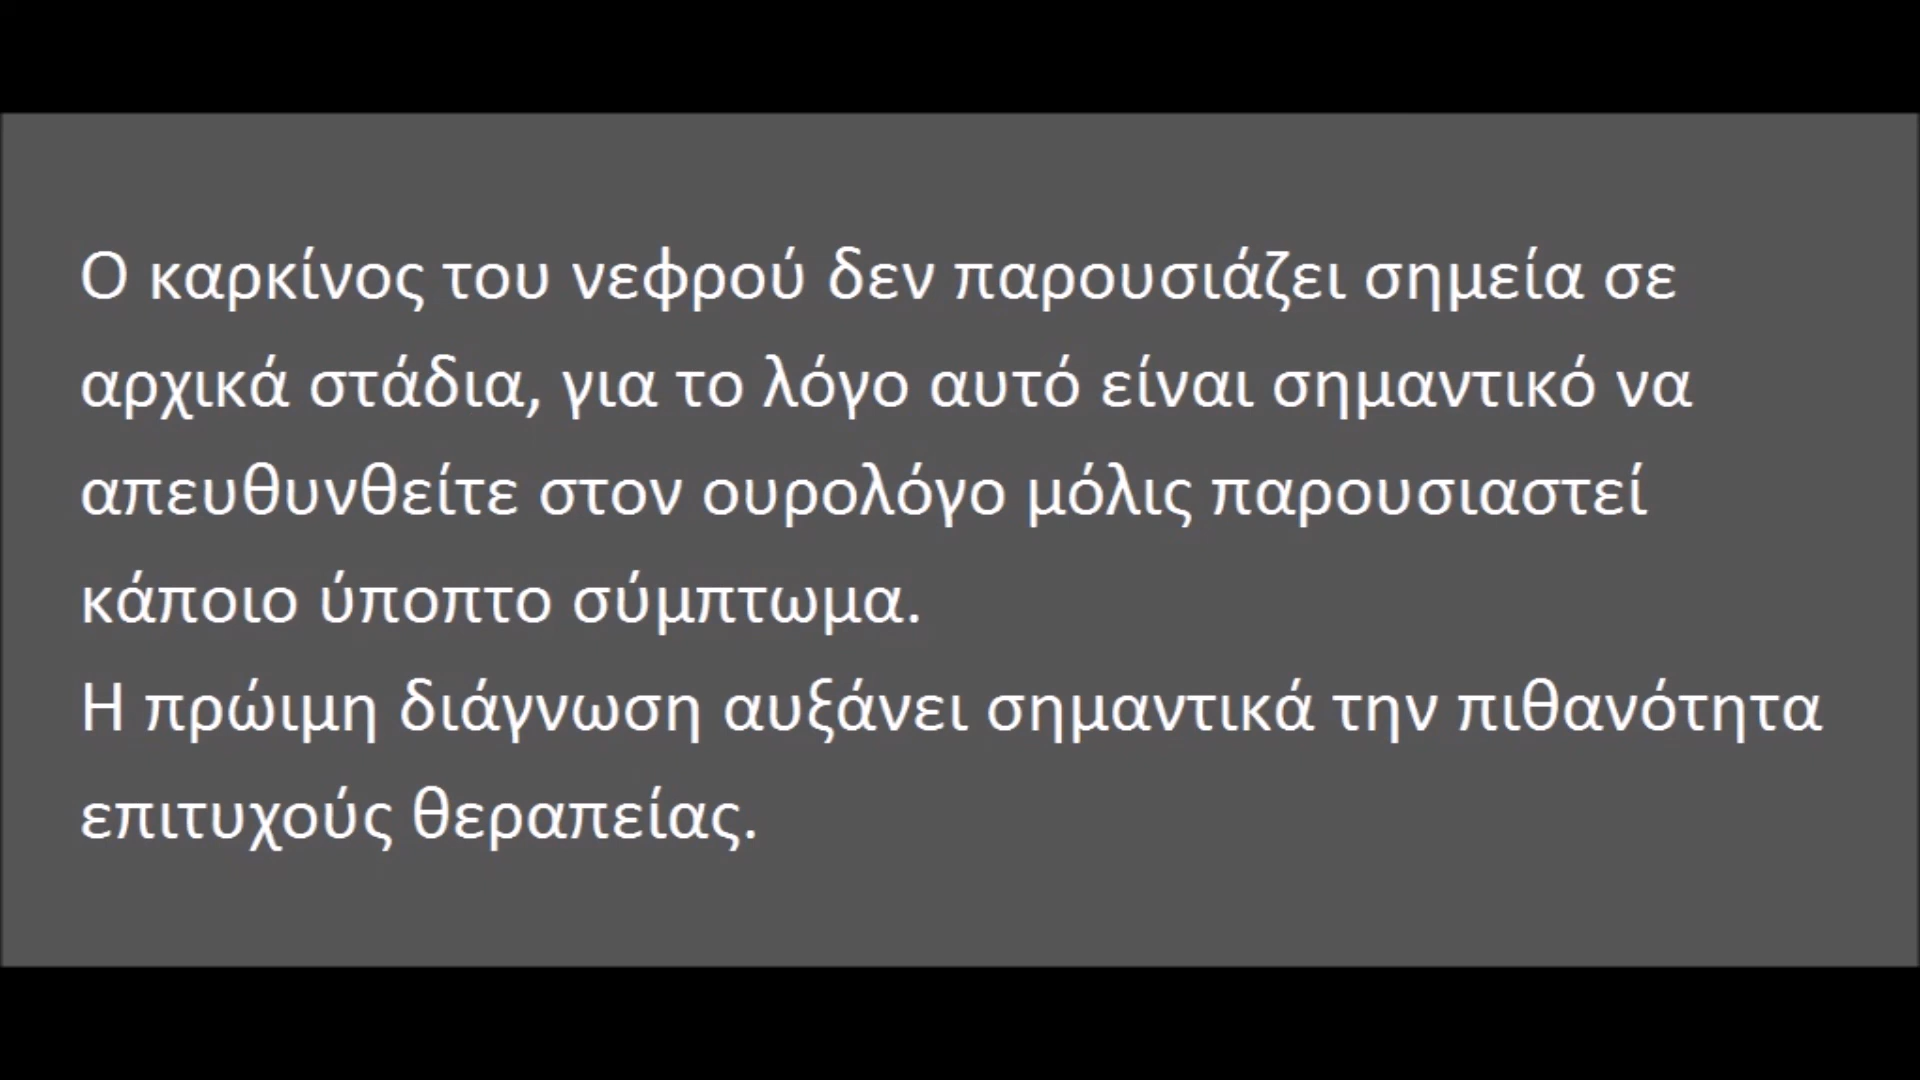 Ο καρκίνος του νεφρού δεν παρουσιάζει σημεία σε
αρχικά στάδια, για το λόγο αυτό είναι σημαντικό να
απευθυνθείτε στον ουρολόγο μόλις παρουσιαστεί
κάποιο ύποπτο σύμπτωμα.
Η πρώιμη διάγνωση αυξάνει σημαντικά την πιθανότητα
επιτυχούς θεραπείας.